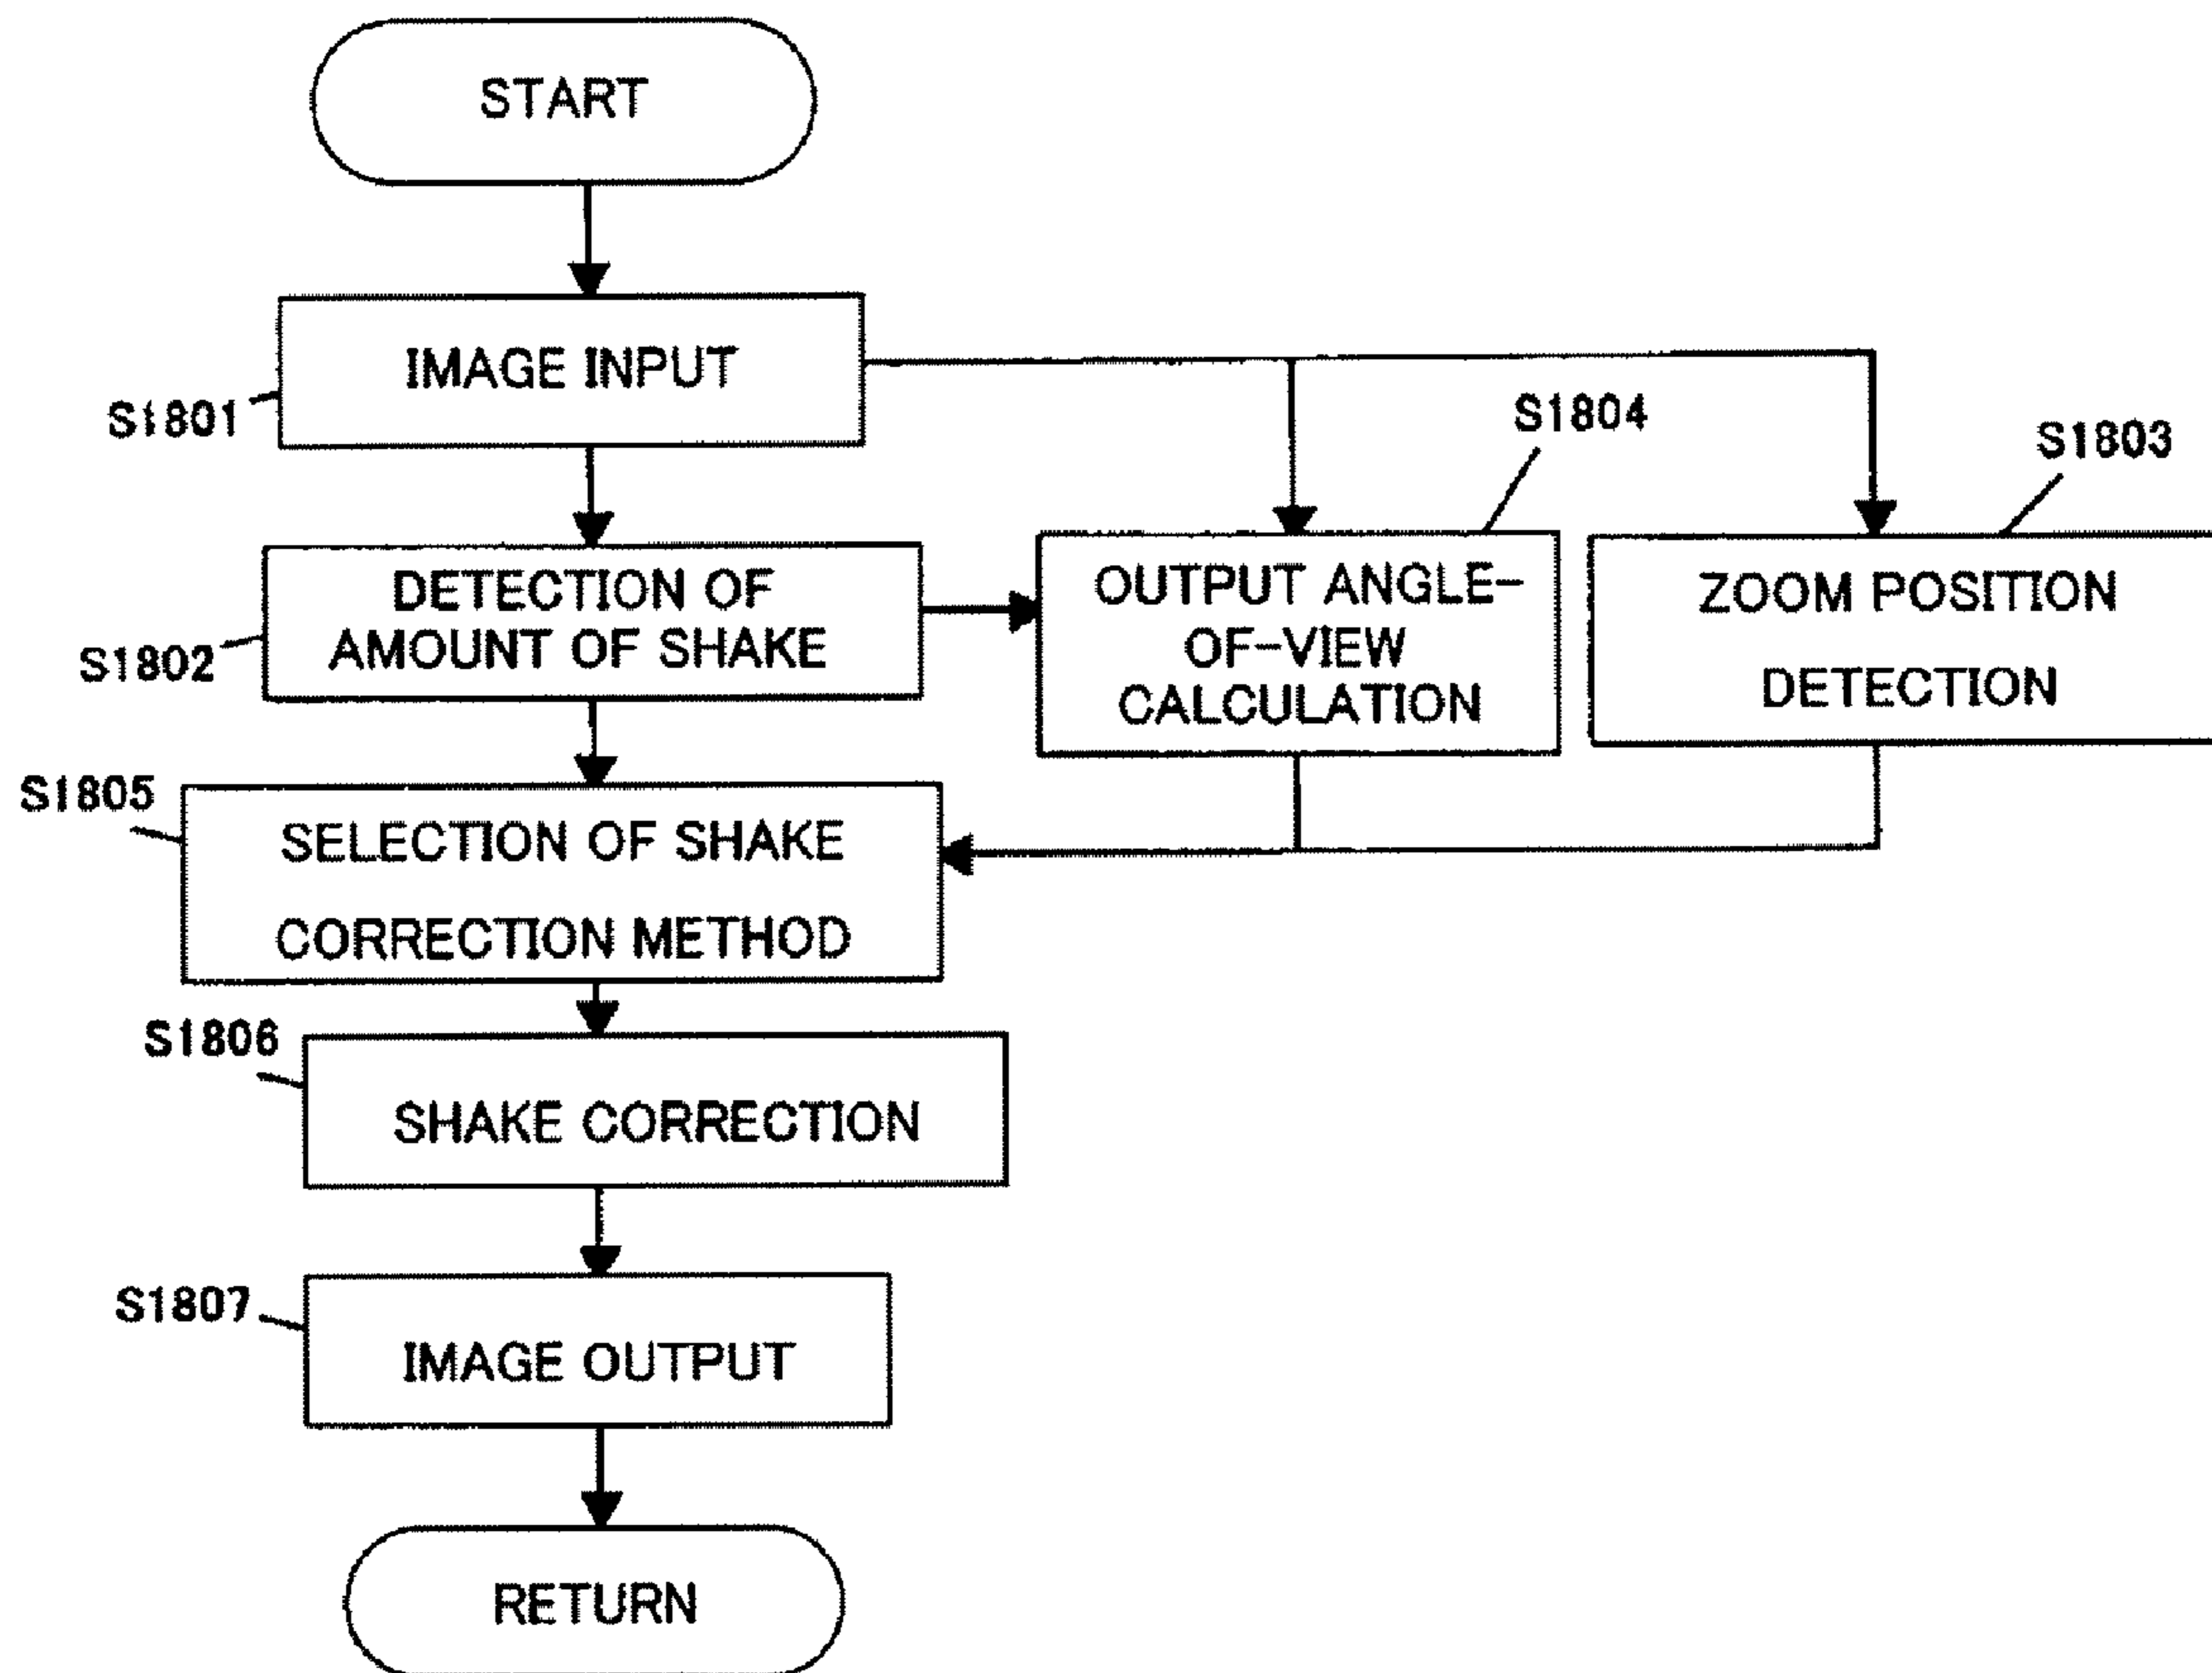 START
IMAGE INPUT
S1801
S1804
S1803
DETECTION OF
AMOUNT OF SHAKE
S1802
OUTPUT ANGLE-
OF-VIEW
CALCULATION
ZOOM POSITION
DETECTION
S1805
SELECTION OF SHAKE
CORRECTION METHOD
S1806
SHAKE CORRECTION
S1807
IMAGE OUTPUT
RETURN